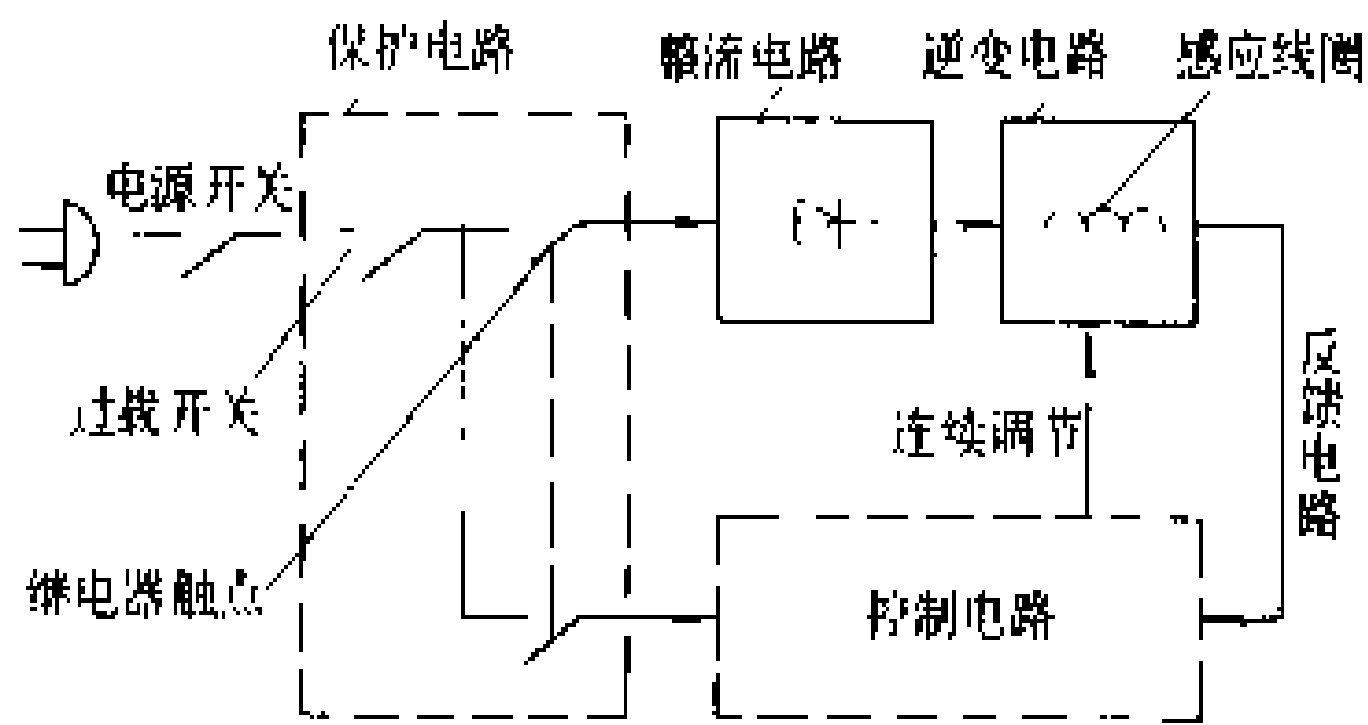 保护电路
整流电路
逆变电路
感应线圈
电源开关
过载开关
连续调节
反馈电路
继电器触点
控制电路